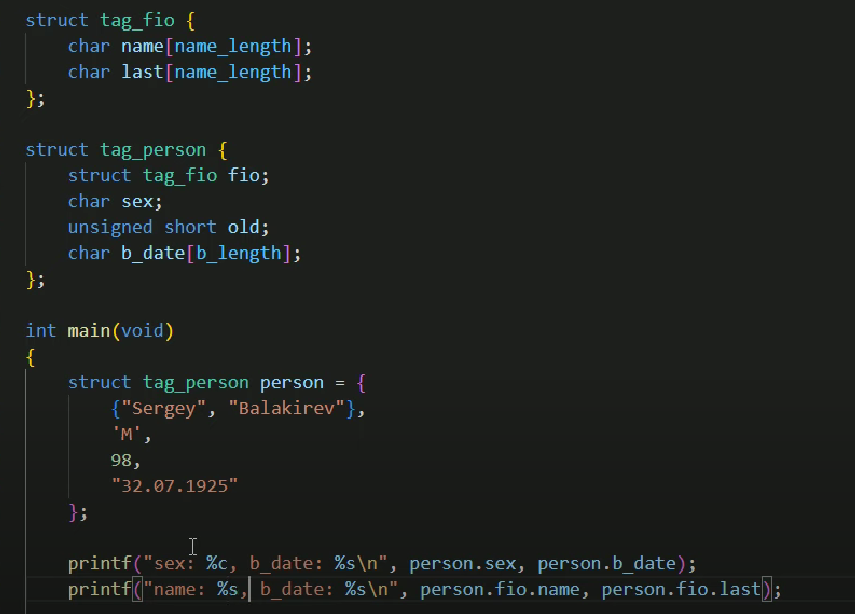 struct tag_fio {
char name[name_length];
char last[name_length];
};
struct tag_person {
struct tag_fio fio;
char sex;
unsigned short old;
char b_date[b_length];
};
int main(void)
{
struct tag_person person = {
{"Sergey", "Balakirev"},
'M',
98,
"32.07.1925"
};
printf("sex: %c, b_date: %s\n", person.sex, person.b_date);
printf("name: %s, b_date: %s\n", person.fio.name, person.fio.last);